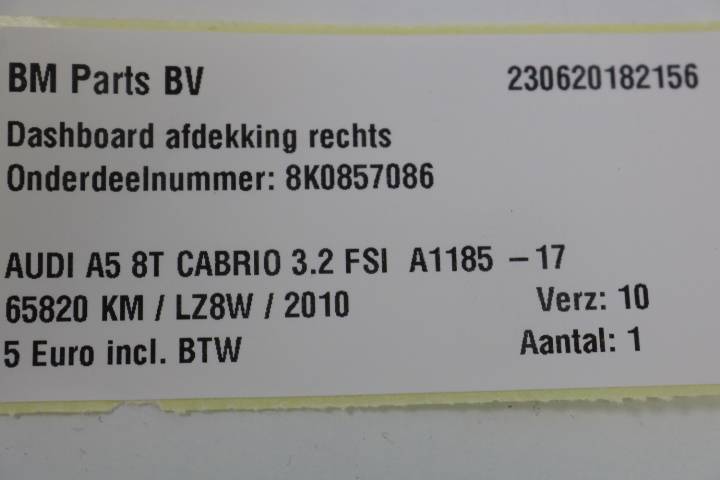 BM Parts BV 230620182156
Dashboard afdekking rechts
Onderdeelnummer: 8K0857086
AUDI A5 8T CABRIO 3.2 FSI A1185 - 17
65820 KM / LZ8W / 2010 Verz: 10
5 Euro incl. BTW Aantal: 1